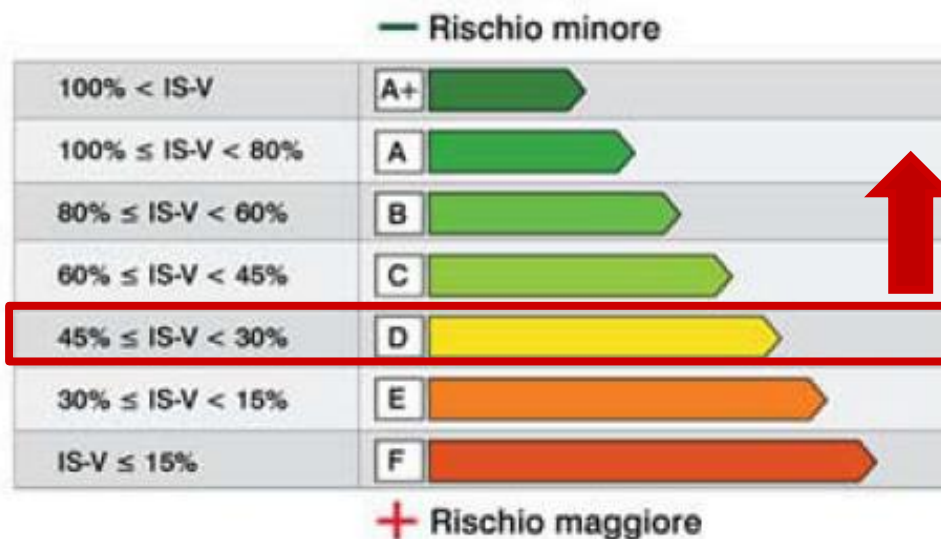 − Rischio minore
100% < IS-V A+
100% ≤ IS-V < 80% A
80% ≤ IS-V < 60% B
60% ≤ IS-V < 45% C
45% ≤ IS-V < 30% D
30% ≤ IS-V < 15% E
IS-V ≤ 15% F
+ Rischio maggiore